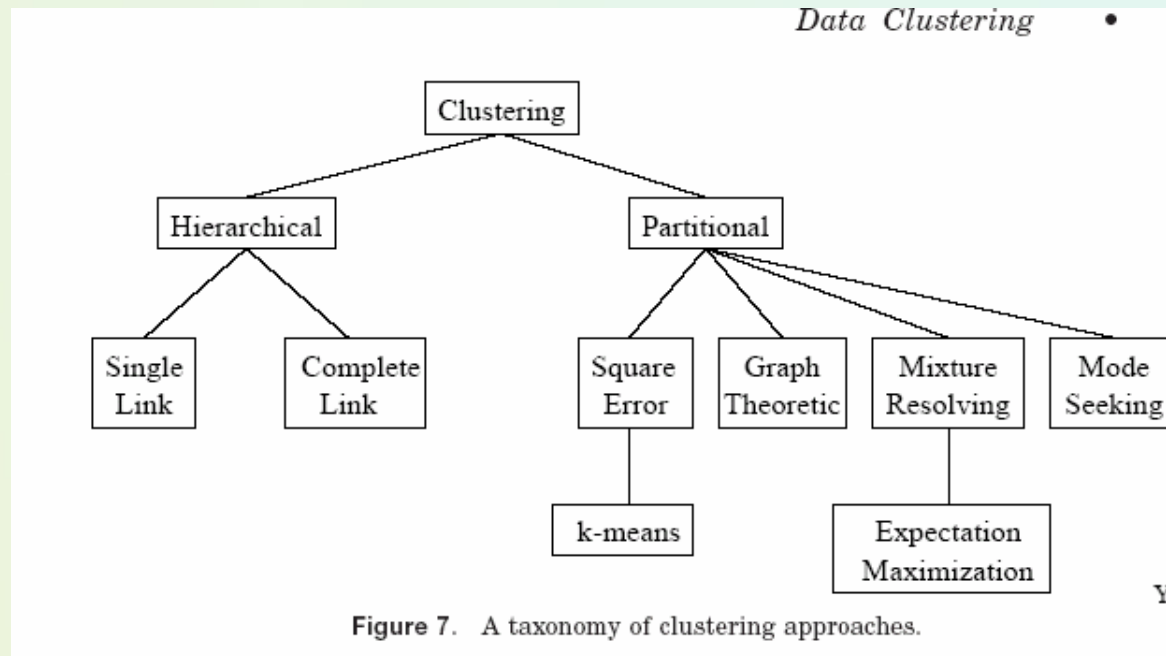 Data Clustering •
Clustering
Hierarchical
Partitional
Single
Link
Complete
Link
Square
Error
Graph
Theoretic
Mixture
Resolving
Mode
Seeking
k-means
Expectation
Maximization
Y
Figure 7. A taxonomy of clustering approaches.